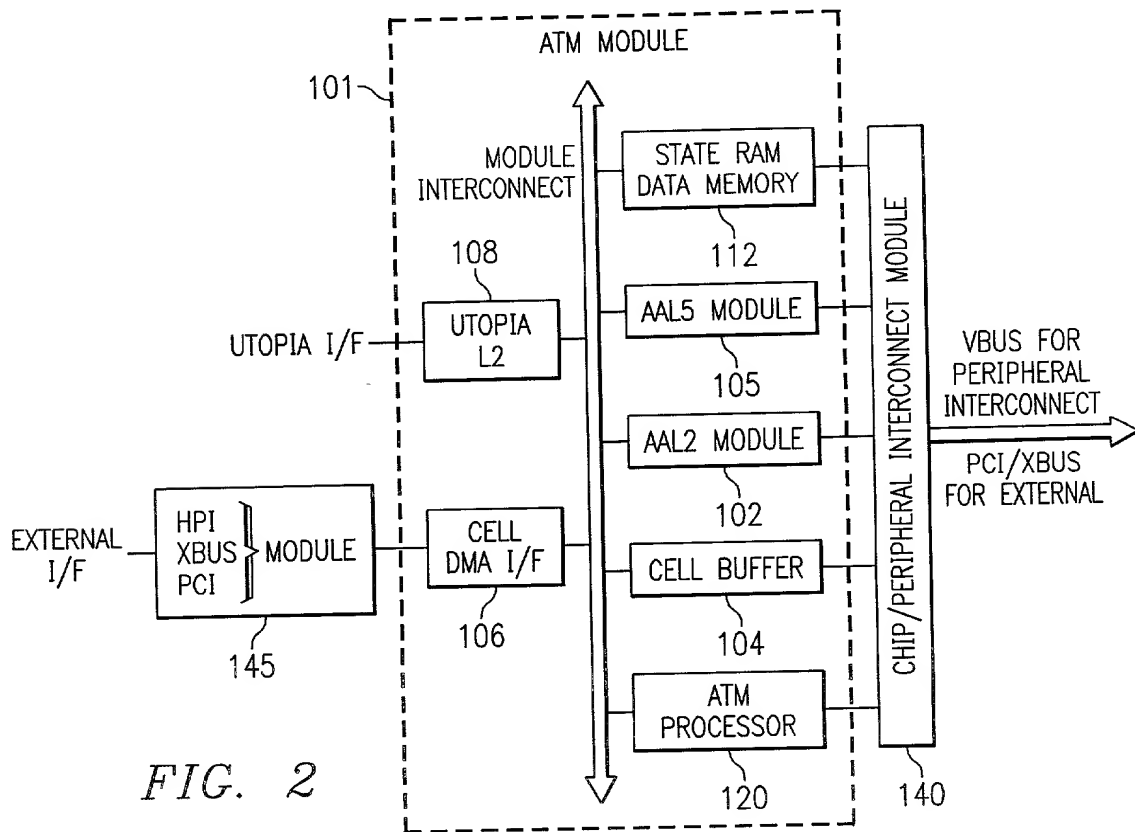 ATM MODULE
101
MODULE
INTERCONNECT
STATE RAM
DATA MEMORY
112
108
UTOPIA I/F
UTOPIA
L2
AAL5 MODULE
105
AAL2 MODULE
102
EXTERNAL
I/F
HPI
XBUS
PCI
MODULE
145
CELL
DMA I/F
106
CELL BUFFER
104
ATM
PROCESSOR
120
CHIP/PERIPHERAL INTERCONNECT MODULE
140
VBUS FOR
PERIPHERAL
INTERCONNECT
PCI/XBUS
FOR EXTERNAL
FIG. 2